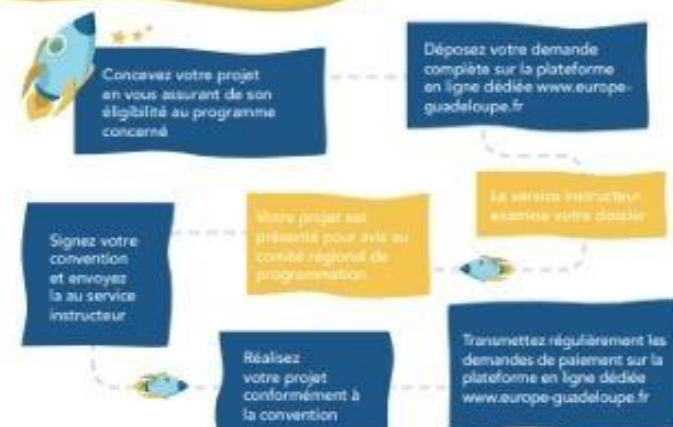 Concevez votre projet
en vous assurant de son
éligibilité au programme
concerné
Déposez votre demande
complète sur la plateforme
en ligne dédiée www.europe-
guadeloupe.fr
Le service instructeur
examine votre dossier
Votre projet est
présenté pour avis au
comité régional de
programmation
Signez votre
convention
et envoyez
la au service
instructeur
Réalisez
votre projet
conformément à
la convention
Transmettez régulièrement les
demandes de paiement sur la
plateforme en ligne dédiée
www.europe-guadeloupe.fr